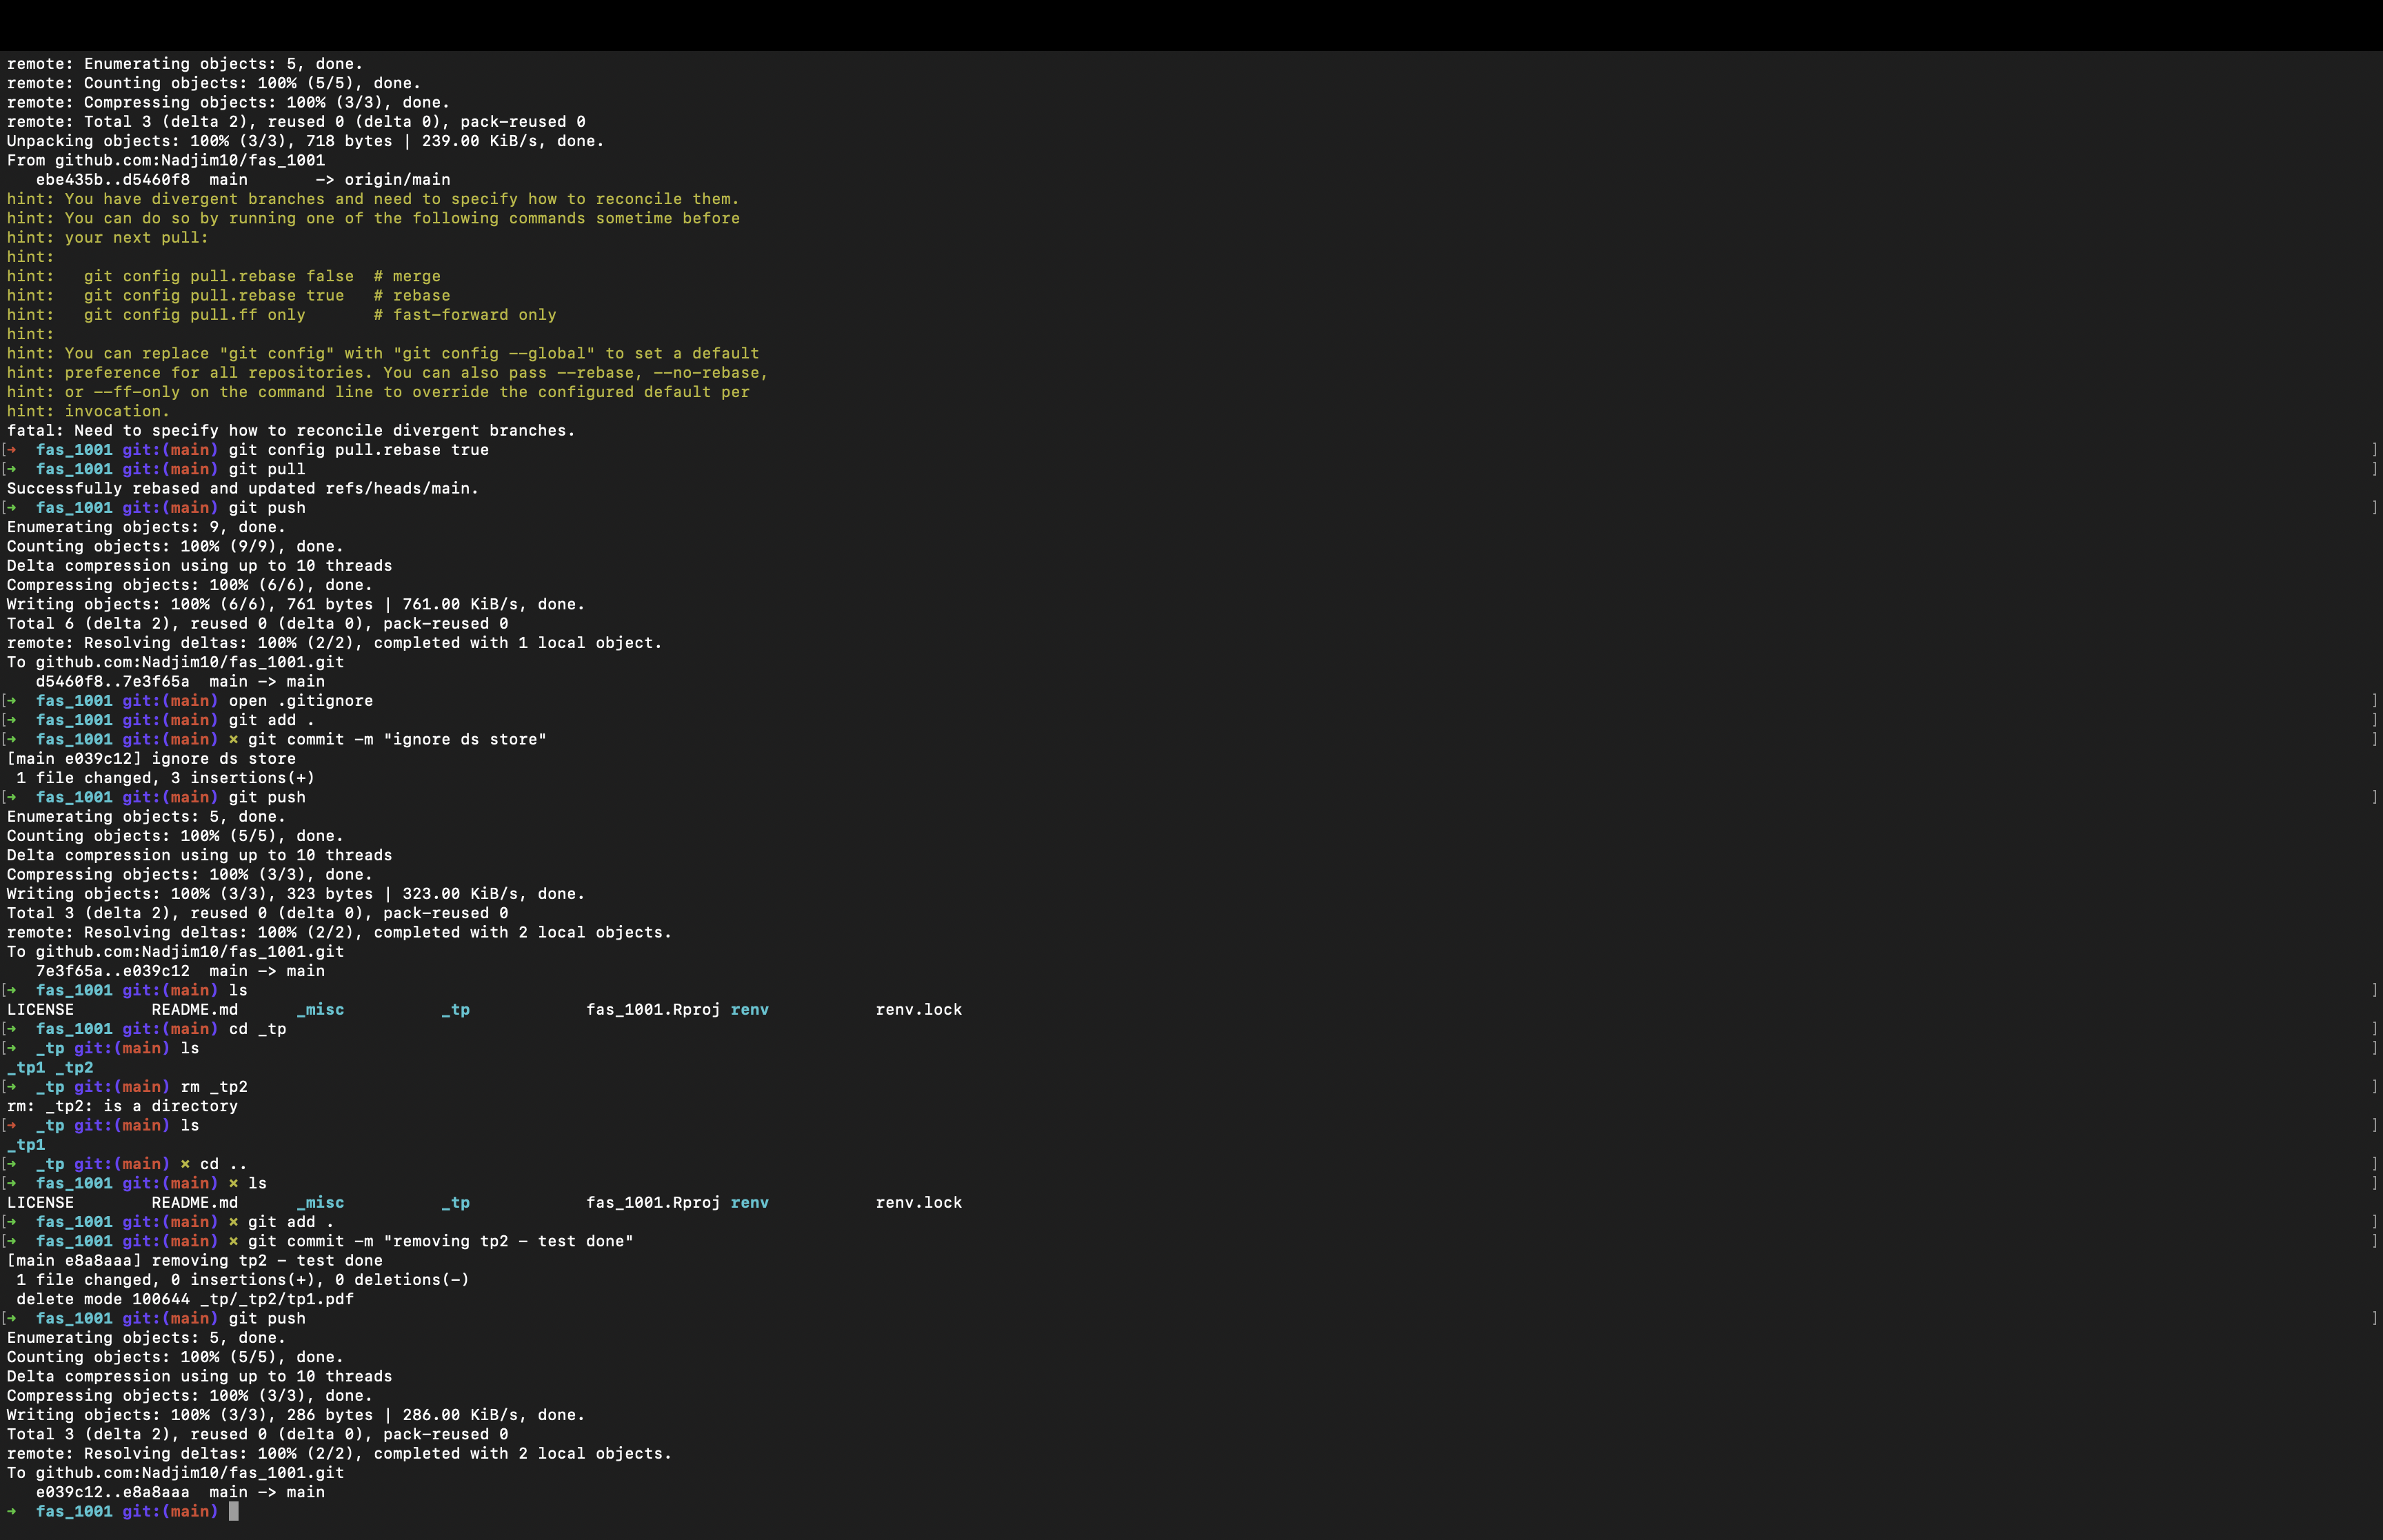 remote: Enumerating objects: 5, done.
remote: Counting objects: 100% (5/5), done.
remote: Compressing objects: 100% (3/3), done.
remote: Total 3 (delta 2), reused 0 (delta 0), pack-reused 0
Unpacking objects: 100% (3/3), 718 bytes | 239.00 KiB/s, done.
From github.com:Nadjim10/fas_1001
   ebe435b..d5460f8  main       -> origin/main
hint: You have divergent branches and need to specify how to reconcile them.
hint: You can do so by running one of the following commands sometime before
hint: your next pull:
hint:
hint:   git config pull.rebase false  # merge
hint:   git config pull.rebase true   # rebase
hint:   git config pull.ff only       # fast-forward only
hint:
hint: You can replace "git config" with "git config --global" to set a default
hint: preference for all repositories. You can also pass --rebase, --no-rebase,
hint: or --ff-only on the command line to override the configured default per
hint: invocation.
fatal: Need to specify how to reconcile divergent branches.
[➜  fas_1001 git:(main) git config pull.rebase true ]
[➜  fas_1001 git:(main) git pull ]
Successfully rebased and updated refs/heads/main.
[➜  fas_1001 git:(main) git push ]
Enumerating objects: 9, done.
Counting objects: 100% (9/9), done.
Delta compression using up to 10 threads
Compressing objects: 100% (6/6), done.
Writing objects: 100% (6/6), 761 bytes | 761.00 KiB/s, done.
Total 6 (delta 2), reused 0 (delta 0), pack-reused 0
remote: Resolving deltas: 100% (2/2), completed with 1 local object.
To github.com:Nadjim10/fas_1001.git
   d5460f8..7e3f65a  main -> main
[➜  fas_1001 git:(main) open .gitignore ]
[➜  fas_1001 git:(main) git add . ]
[➜  fas_1001 git:(main) ✗ git commit -m "ignore ds store" ]
[main e039c12] ignore ds store
 1 file changed, 3 insertions(+)
[➜  fas_1001 git:(main) git push ]
Enumerating objects: 5, done.
Counting objects: 100% (5/5), done.
Delta compression using up to 10 threads
Compressing objects: 100% (3/3), done.
Writing objects: 100% (3/3), 323 bytes | 323.00 KiB/s, done.
Total 3 (delta 2), reused 0 (delta 0), pack-reused 0
remote: Resolving deltas: 100% (2/2), completed with 2 local objects.
To github.com:Nadjim10/fas_1001.git
   7e3f65a..e039c12  main -> main
[➜  fas_1001 git:(main) ls ]
LICENSE        README.md      _misc          _tp            fas_1001.Rproj renv           renv.lock
[➜  fas_1001 git:(main) cd _tp ]
[➜  _tp git:(main) ls ]
_tp1 _tp2
[➜  _tp git:(main) rm _tp2 ]
rm: _tp2: is a directory
[➜  _tp git:(main) ls ]
_tp1
[➜  _tp git:(main) ✗ cd .. ]
[➜  fas_1001 git:(main) ✗ ls ]
LICENSE        README.md      _misc          _tp            fas_1001.Rproj renv           renv.lock
[➜  fas_1001 git:(main) ✗ git add . ]
[➜  fas_1001 git:(main) ✗ git commit -m "removing tp2 - test done" ]
[main e8a8aaa] removing tp2 - test done
 1 file changed, 0 insertions(+), 0 deletions(-)
 delete mode 100644 _tp/_tp2/tp1.pdf
[➜  fas_1001 git:(main) git push ]
Enumerating objects: 5, done.
Counting objects: 100% (5/5), done.
Delta compression using up to 10 threads
Compressing objects: 100% (3/3), done.
Writing objects: 100% (3/3), 286 bytes | 286.00 KiB/s, done.
Total 3 (delta 2), reused 0 (delta 0), pack-reused 0
remote: Resolving deltas: 100% (2/2), completed with 2 local objects.
To github.com:Nadjim10/fas_1001.git
   e039c12..e8a8aaa  main -> main
➜  fas_1001 git:(main)